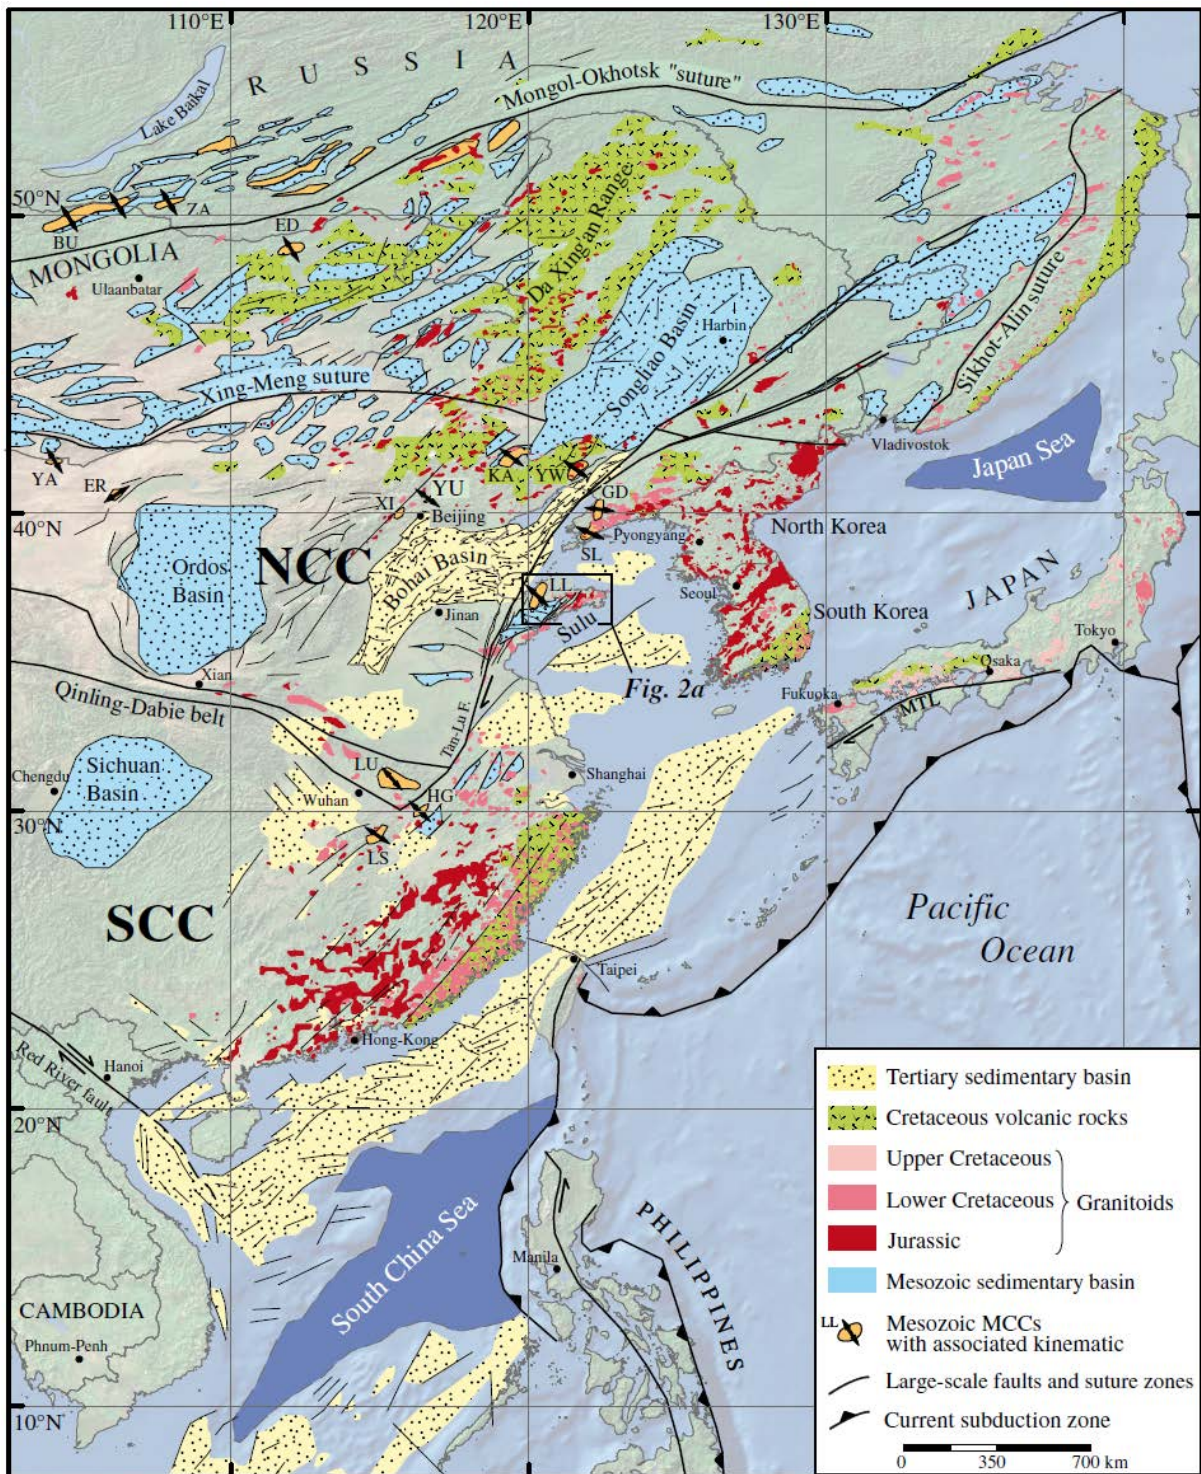 110°E
120°E
130°E
RUSSIA
Lake Baikal
Mongol-Okhotsk "suture"
50°N
ZA
BU
ED
MONGOLIA
Ulaanbatar
Da Xing'an Range
Harbin
Songliao Basin
Sikhot-Alin suture
Xing-Meng suture
Vladivostok
Japan Sea
YA
ER
KA
YW
YU
XI
GD
40°N
Beijing
Pyongyang
North Korea
SL
NCC
Ordos
Basin
Bohai Basin
LL
Seoul
JAPAN
Jinan
Sulu
South Korea
Tokyo
Xian
Fig. 2a
Osaka
Qinling-Dabie belt
Fukuoka
MTL
Tan-Lu F.
Chengdu
Sichuan
Basin
LU
Shanghai
Wuhan
HG
30°N
LS
SCC
Pacific
Ocean
Taipei
Hong-Kong
Red River fault
Hanoi
20°N
South China Sea
Manila
PHILIPPINES
CAMBODIA
Phnum-Penh
10°N
Tertiary sedimentary basin
Cretaceous volcanic rocks
Upper Cretaceous
Lower Cretaceous
Granitoids
Jurassic
Mesozoic sedimentary basin
LL
Mesozoic MCCs
with associated kinematic
Large-scale faults and suture zones
Current subduction zone
0 350 700 km